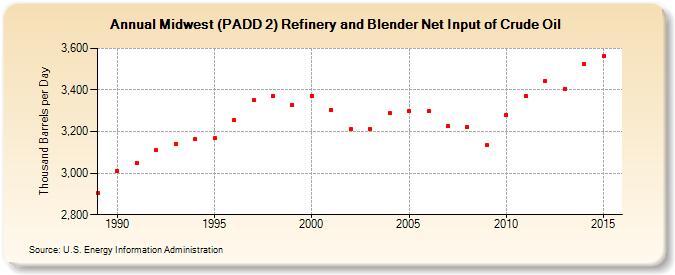 Annual Midwest (PADD 2) Refinery and Blender Net Input of Crude Oil
Thousand Barrels per Day
3,600
3,400
3,200
3,000
2,800
1990 1995 2000 2005 2010 2015
Source: U.S. Energy Information Administration